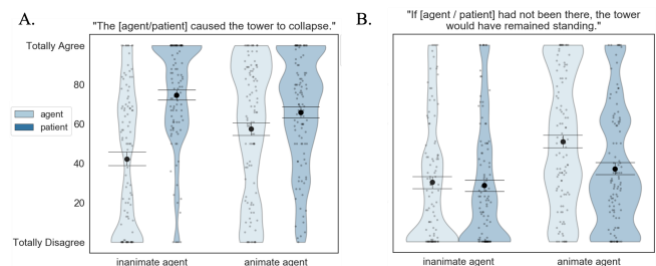 A.
"The [agent/patient] caused the tower to collapse."
Totally Agree
80
60
40
20
Totally Disagree
agent
patient
inanimate agent
animate agent
B.
"If [agent / patient] had not been there, the tower
would have remained standing."
inanimate agent
animate agent